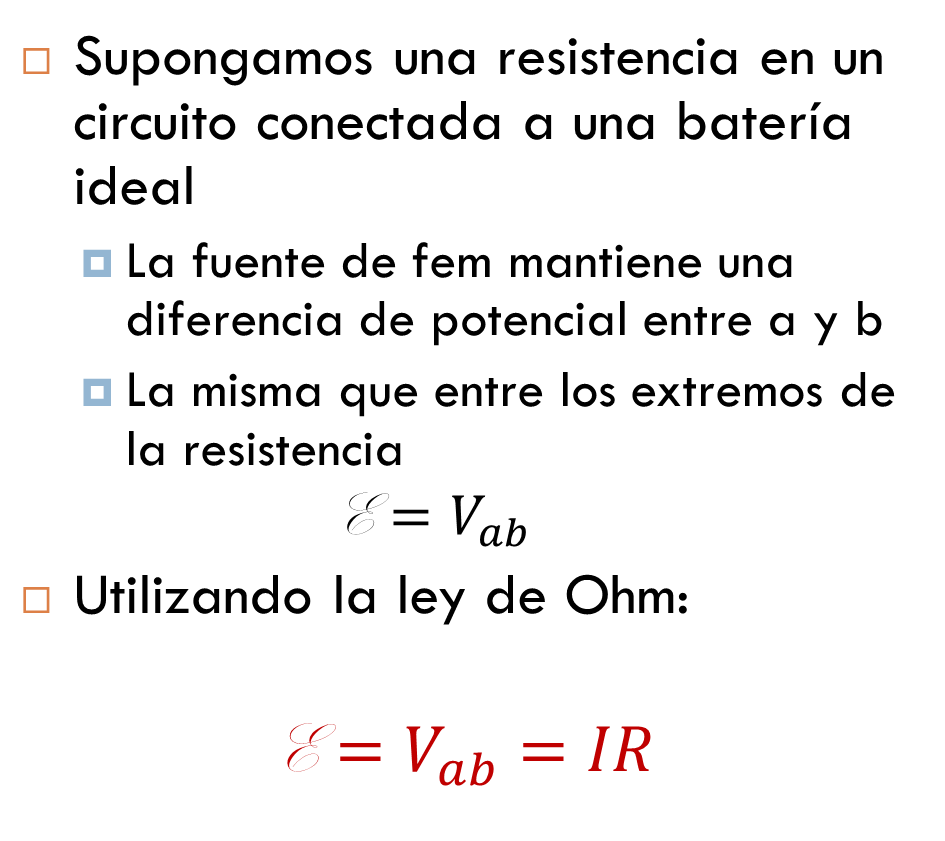 Supongamos una resistencia en un
circuito conectada a una batería
ideal
La fuente de fem mantiene una
diferencia de potencial entre a y b
La misma que entre los extremos de
la resistencia
ℰ = V_{ab}
Utilizando la ley de Ohm:
ℰ = V_{ab} = IR